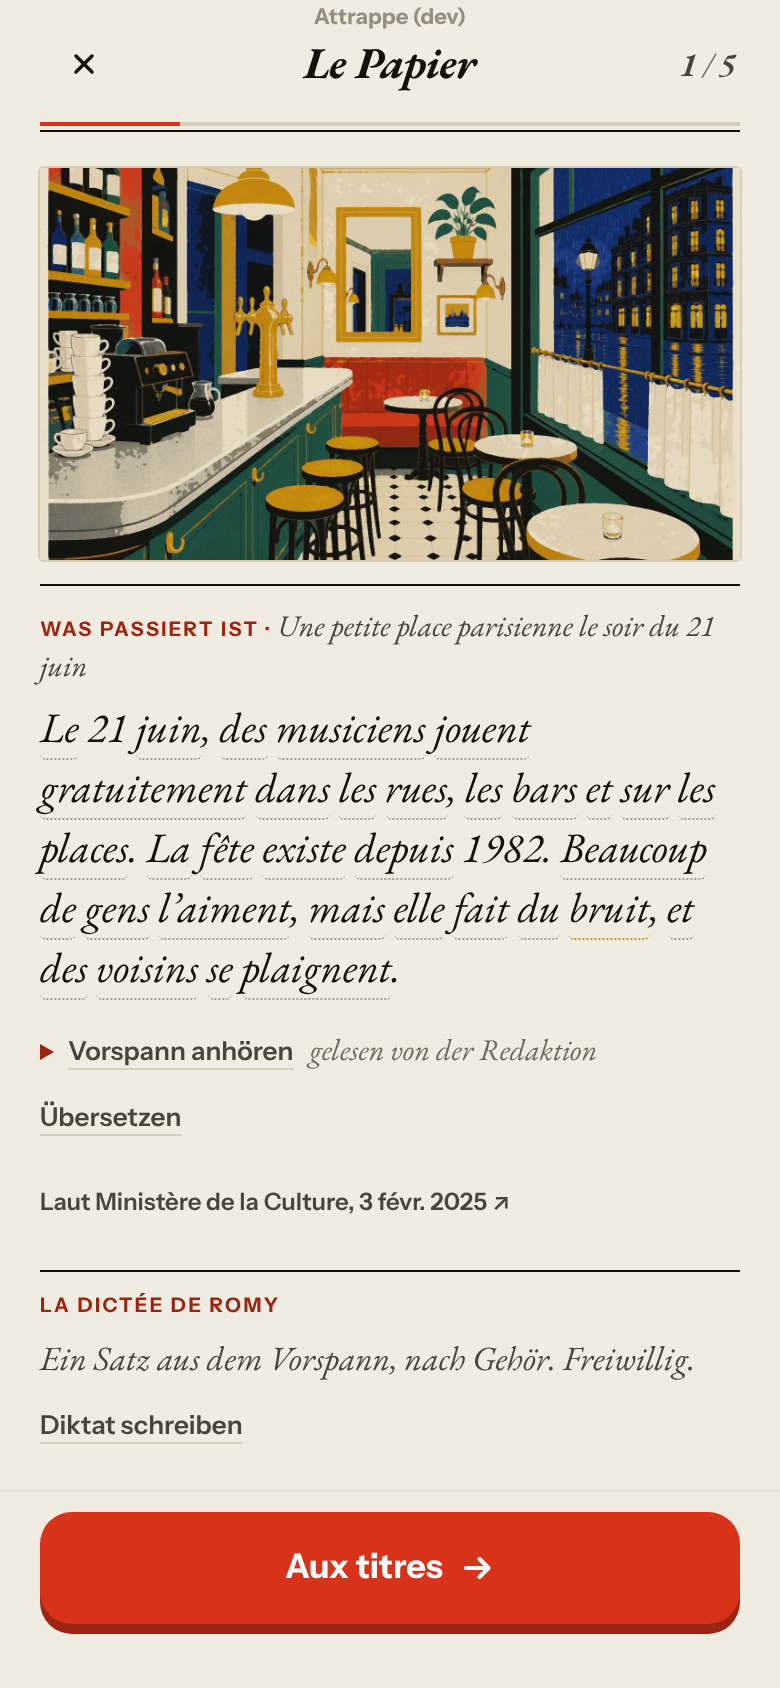 Attrappe (dev)
✕ Le Papier 1 / 5
WAS PASSIERT IST · Une petite place parisienne le soir du 21
juin
Le 21 juin, des musiciens jouent
gratuitement dans les rues, les bars et sur les
places. La fête existe depuis 1982. Beaucoup
de gens l’aiment, mais elle fait du bruit, et
des voisins se plaignent.
Vorspann anhören gelesen von der Redaktion
Übersetzen
Laut Ministère de la Culture, 3 févr. 2025 ↗
LA DICTÉE DE ROMY
Ein Satz aus dem Vorspann, nach Gehör. Freiwillig.
Diktat schreiben
Aux titres →